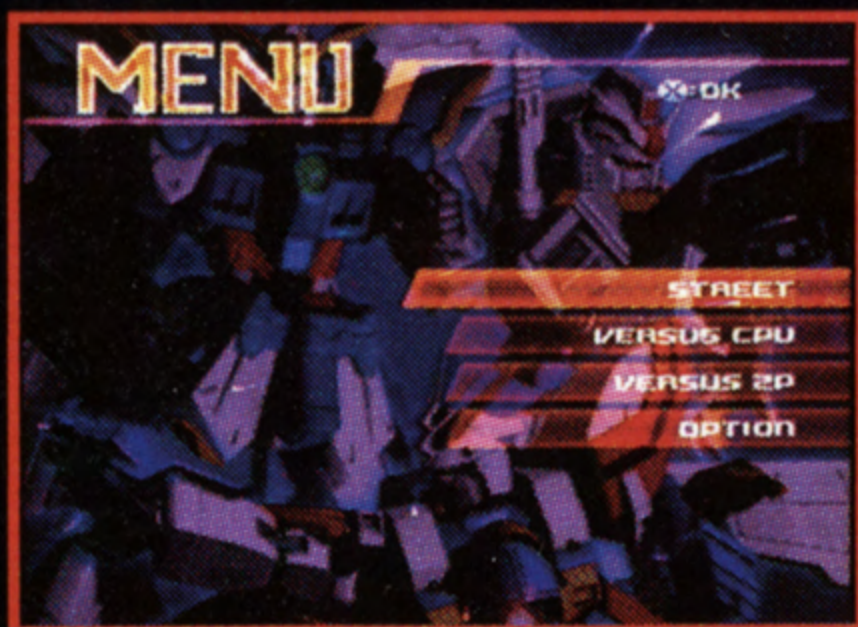 MENU
X:OK
STREET
VERSUS CPU
VERSUS 2P
OPTION